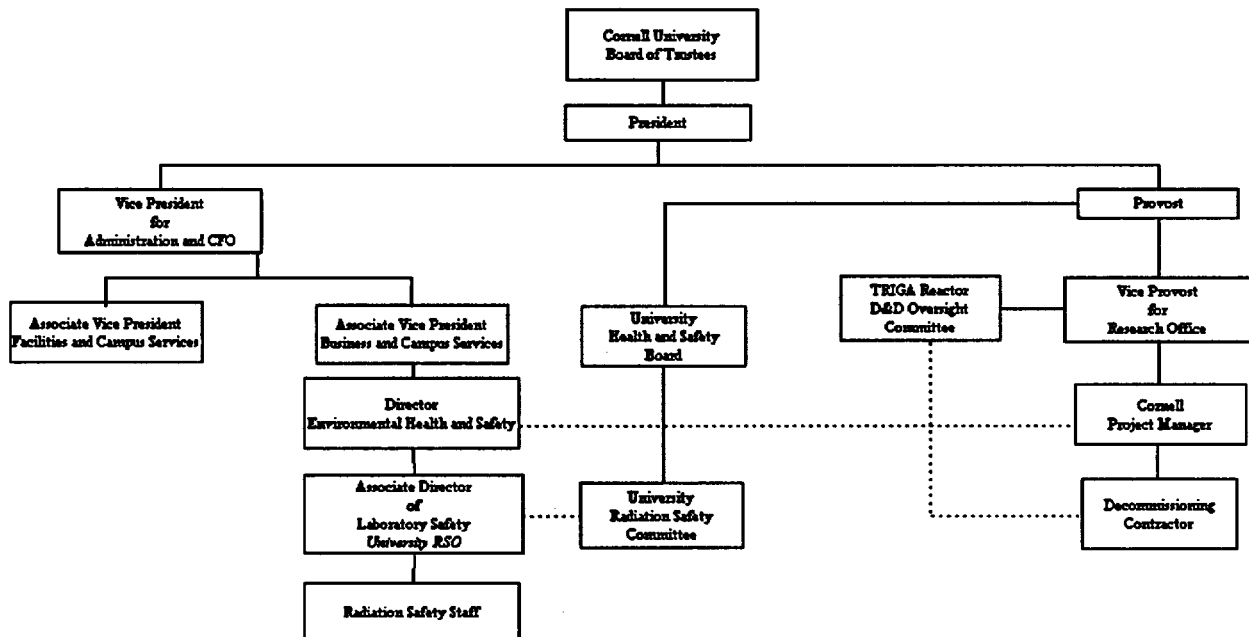 Cornell University
Board of Trustees
President
Vice President
for
Administration and CFO
Provost
Associate Vice President
Facilities and Campus Services
Associate Vice President
Business and Campus Services
University
Health and Safety
Board
TRIGA Reactor
D&D Oversight
Committee
Vice Provost
for
Research Office
Director
Environmental Health and Safety
Cornell
Project Manager
Associate Director
of
Laboratory Safety
University RSO
University
Radiation Safety
Committee
Decommissioning
Contractor
Radiation Safety Staff